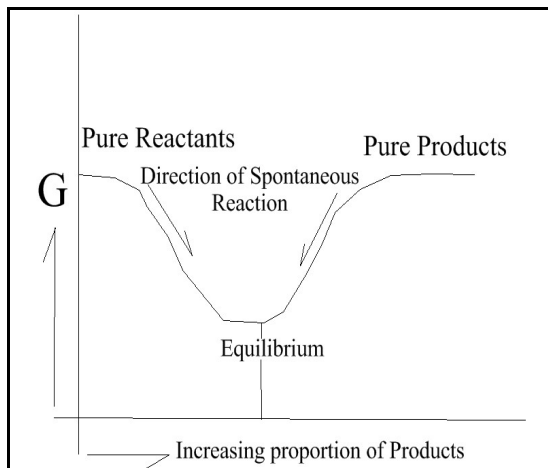 Pure Reactants
Pure Products
Direction of Spontaneous
Reaction
G
Equilibrium
Increasing proportion of Products